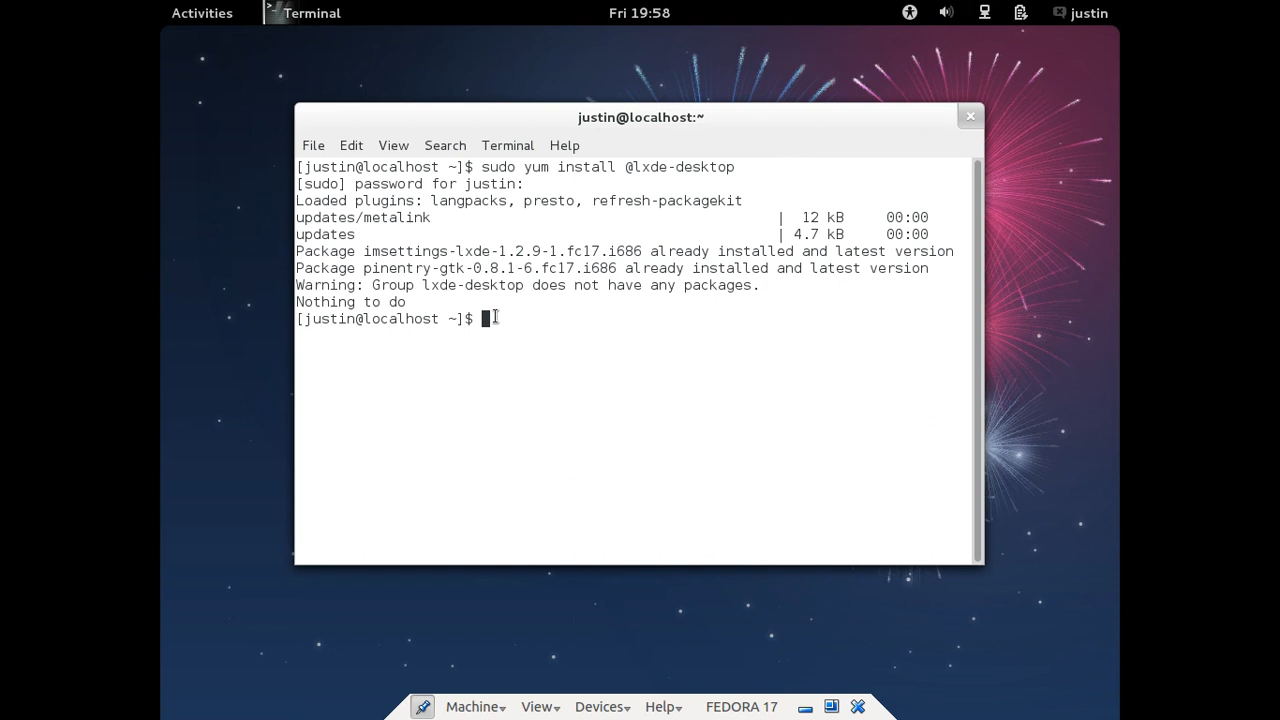 Activities Terminal Fri 19:58 justin
justin@localhost:~
File Edit View Search Terminal Help
[justin@localhost ~]$ sudo yum install @lxde-desktop
[sudo] password for justin:
Loaded plugins: langpacks, presto, refresh-packagekit
updates/metalink | 12 kB 00:00
updates | 4.7 kB 00:00
Package imsettings-lxde-1.2.9-1.fc17.i686 already installed and latest version
Package pinentry-gtk-0.8.1-6.fc17.i686 already installed and latest version
Warning: Group lxde-desktop does not have any packages.
Nothing to do
[justin@localhost ~]$
Machine View Devices Help FEDORA 17